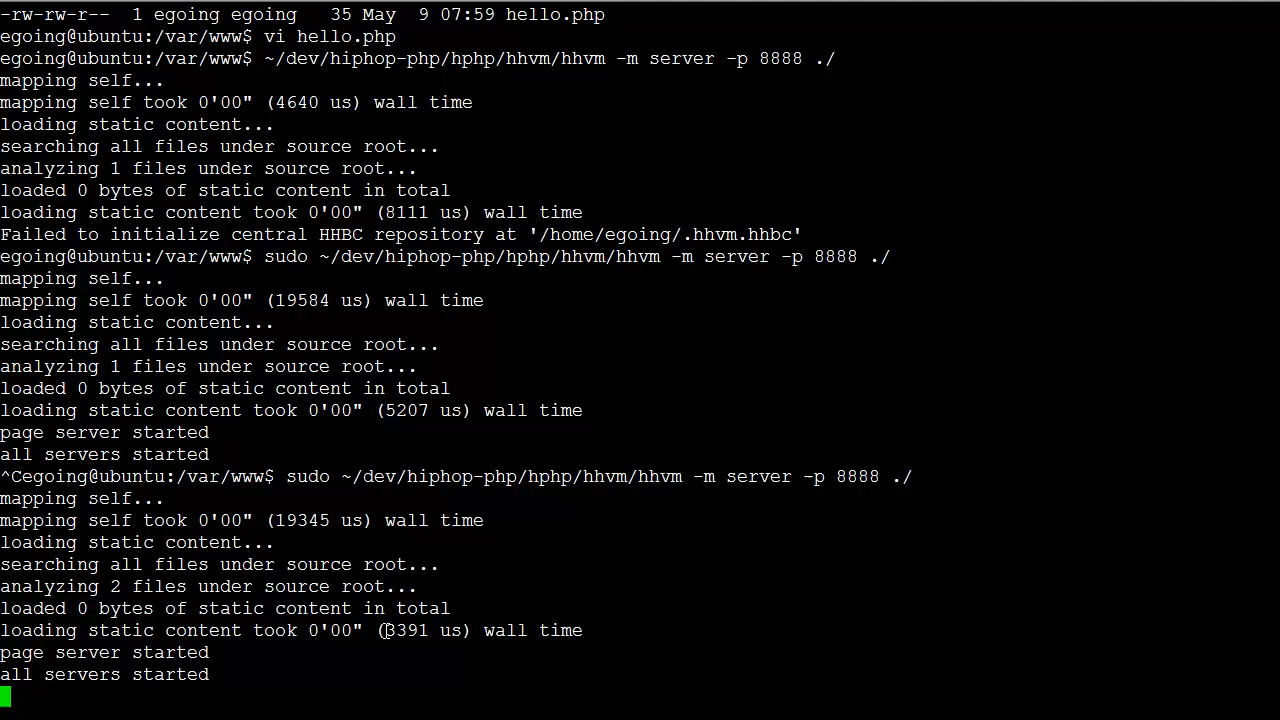 -rw-rw-r--  1 egoing egoing   35 May  9 07:59 hello.php
egoing@ubuntu:/var/www$ vi hello.php
egoing@ubuntu:/var/www$ ~/dev/hiphop-php/hphp/hhvm/hhvm -m server -p 8888 ./
mapping self...
mapping self took 0'00" (4640 us) wall time
loading static content...
searching all files under source root...
analyzing 1 files under source root...
loaded 0 bytes of static content in total
loading static content took 0'00" (8111 us) wall time
Failed to initialize central HHBC repository at '/home/egoing/.hhvm.hhbc'
egoing@ubuntu:/var/www$ sudo ~/dev/hiphop-php/hphp/hhvm/hhvm -m server -p 8888 ./
mapping self...
mapping self took 0'00" (19584 us) wall time
loading static content...
searching all files under source root...
analyzing 1 files under source root...
loaded 0 bytes of static content in total
loading static content took 0'00" (5207 us) wall time
page server started
all servers started
^Cegoing@ubuntu:/var/www$ sudo ~/dev/hiphop-php/hphp/hhvm/hhvm -m server -p 8888 ./
mapping self...
mapping self took 0'00" (19345 us) wall time
loading static content...
searching all files under source root...
analyzing 2 files under source root...
loaded 0 bytes of static content in total
loading static content took 0'00" (3391 us) wall time
page server started
all servers started